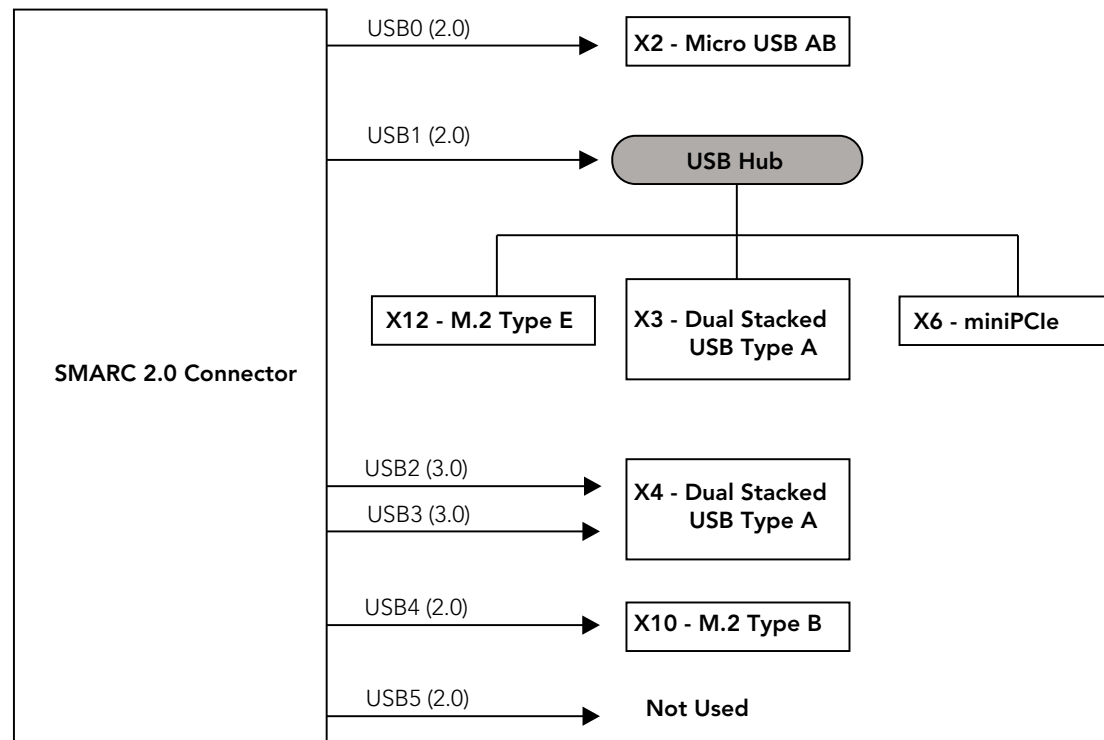 USB0 (2.0)
X2 - Micro USB AB
USB1 (2.0)
USB Hub
X12 - M.2 Type E
X3 - Dual Stacked
USB Type A
X6 - miniPCIe
SMARC 2.0 Connector
USB2 (3.0)
USB3 (3.0)
X4 - Dual Stacked
USB Type A
USB4 (2.0)
X10 - M.2 Type B
USB5 (2.0)
Not Used